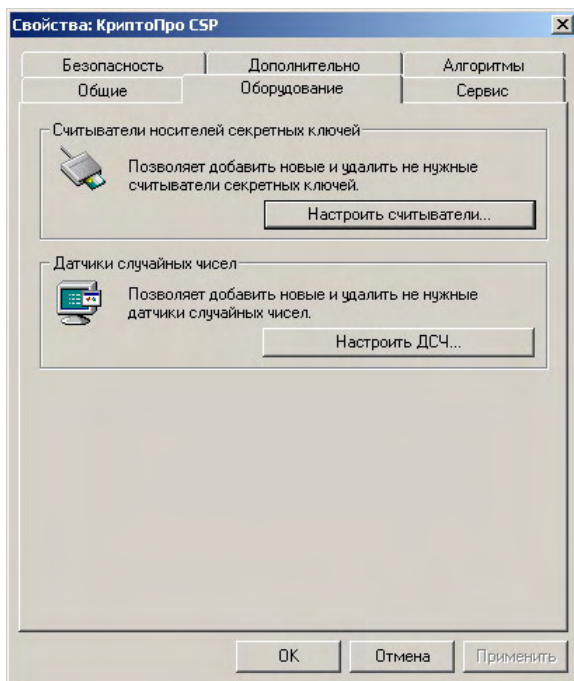 Свойства: КриптоПро CSP
Безопасность Дополнительно Алгоритмы
Общие Оборудование Сервис
Считыватели носителей секретных ключей
Позволяет добавить новые и удалить не нужные
считыватели секретных ключей.
Настроить считыватели...
Датчики случайных чисел
Позволяет добавить новые и удалить не нужные
датчики случайных чисел.
Настроить ДСЧ...
OK Отмена Применить